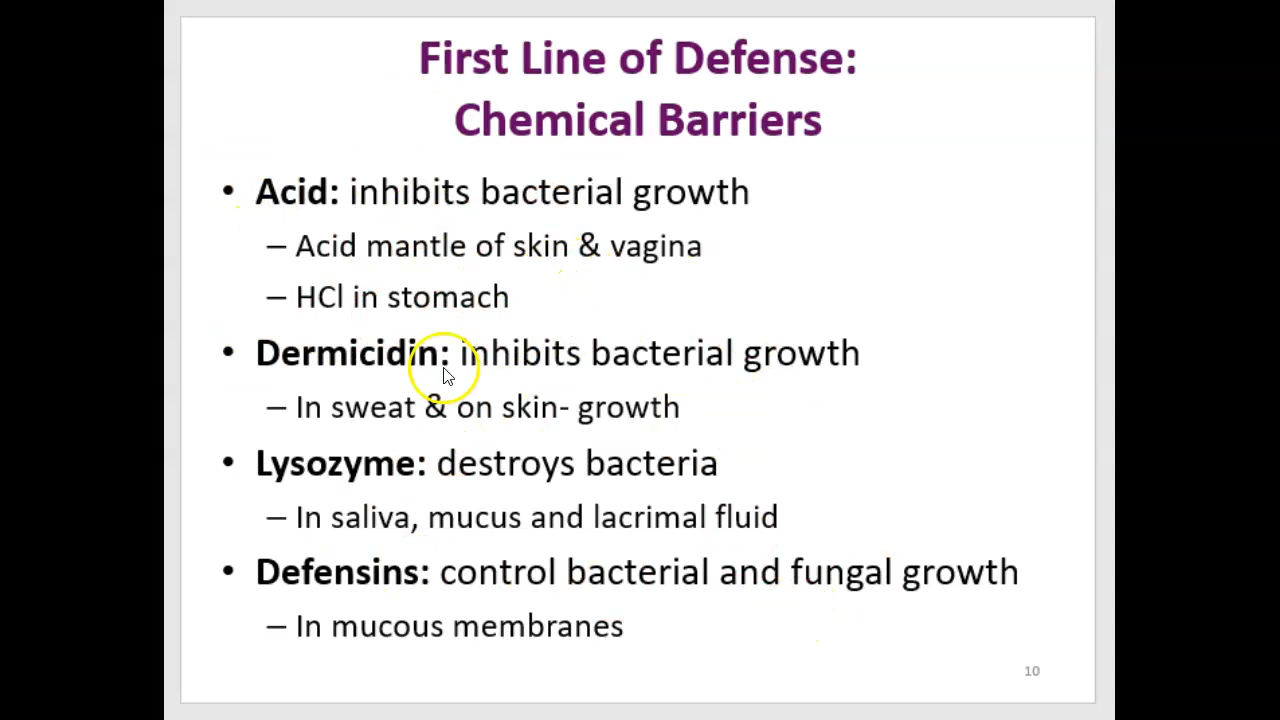 First Line of Defense:
Chemical Barriers
• Acid: inhibits bacterial growth
– Acid mantle of skin & vagina
– HCl in stomach
• Dermicidin: inhibits bacterial growth
– In sweat & on skin- growth
• Lysozyme: destroys bacteria
– In saliva, mucus and lacrimal fluid
• Defensins: control bacterial and fungal growth
– In mucous membranes
10